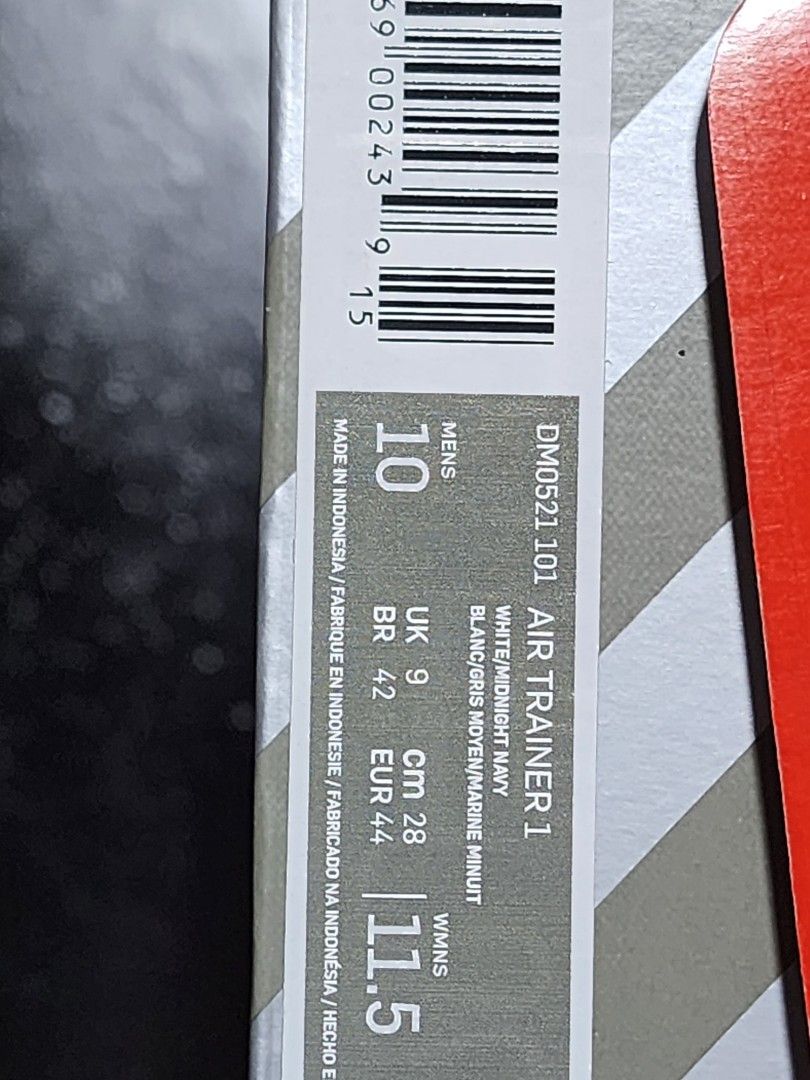 69 00243 9 15
DM0521 101 AIR TRAINER 1
WHITE/MIDNIGHT NAVY
BLANC/GRIS MOYEN/MARINE MINUIT
MENS WMNS
10 UK 9 cm 28 | 11.5
BR 42 EUR 44
MADE IN INDONESIA / FABRIQUE EN INDONESIE / FABRICADO NA INDONÉSIA / HECHO E